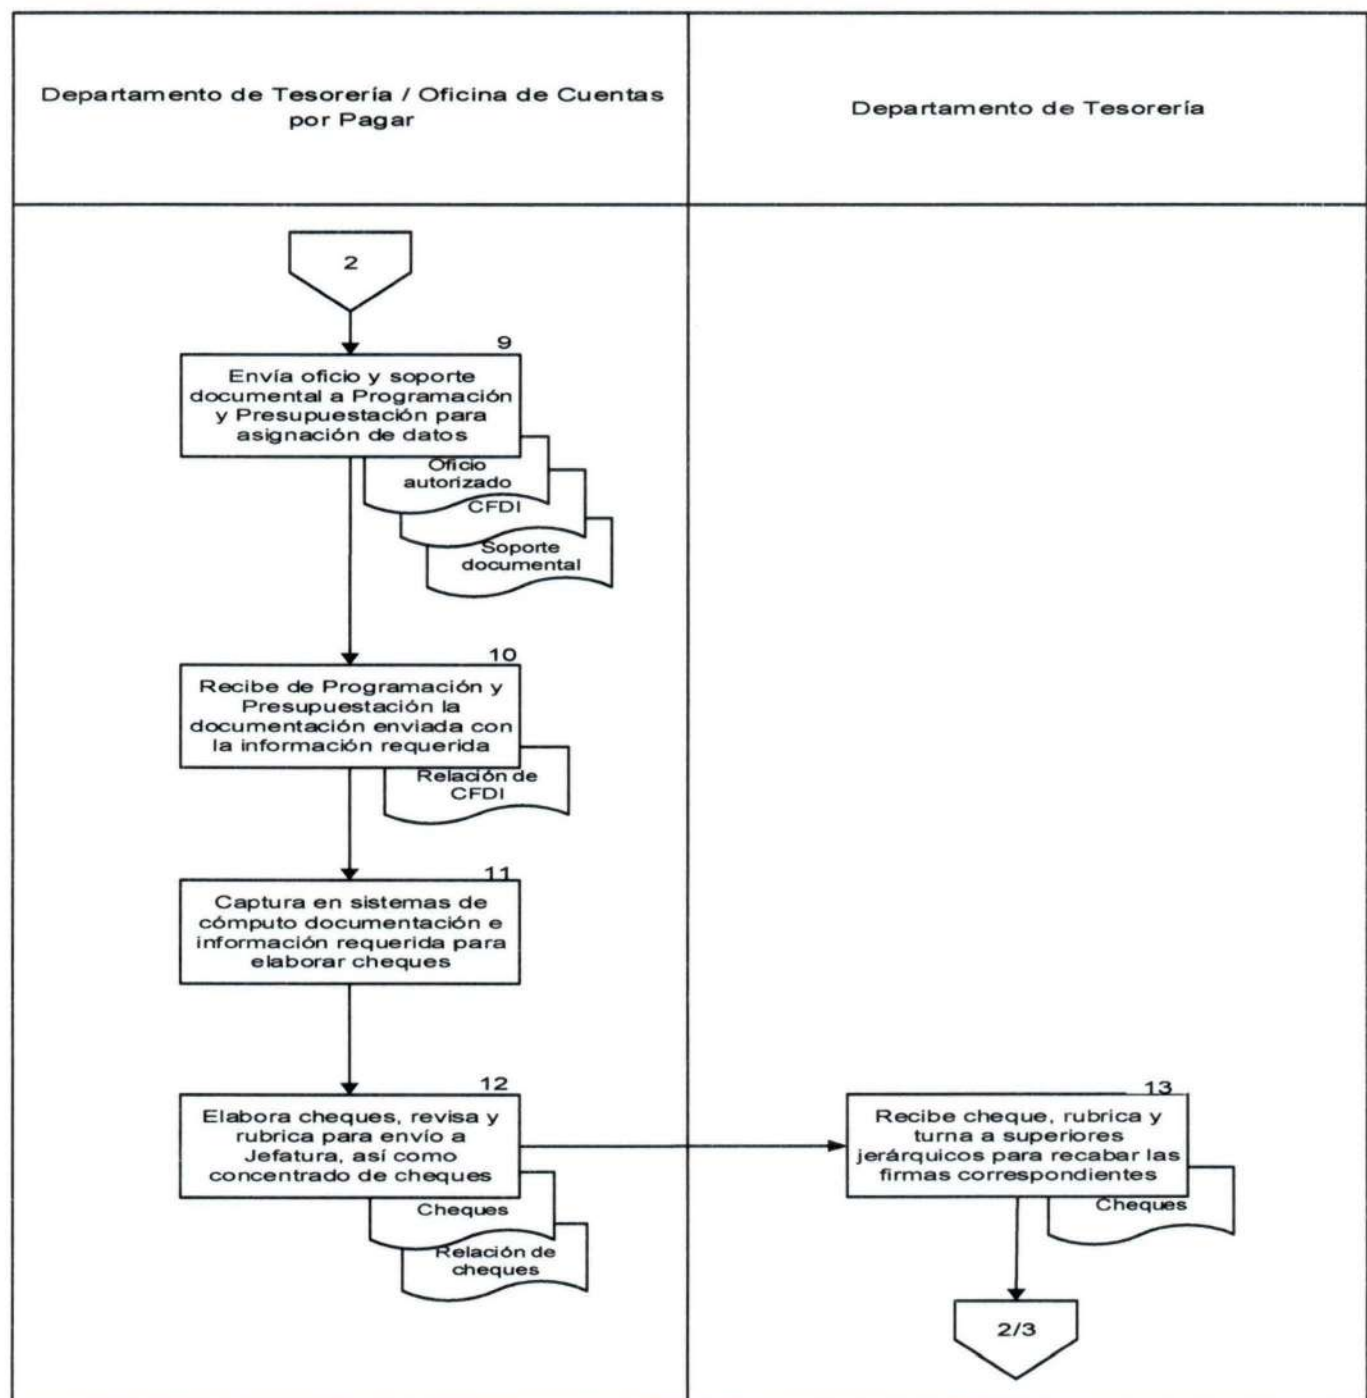 Departamento de Tesorería / Oficina de Cuentas
por Pagar
Departamento de Tesorería
2
9
Envía oficio y soporte
documental a Programación
y Presupuestación para
asignación de datos
Oficio
autorizado
CFDI
Soporte
documental
10
Recibe de Programación y
Presupuestación la
documentación enviada con
la información requerida
Relación de
CFDI
11
Captura en sistemas de
cómputo documentación e
información requerida para
elaborar cheques
12
Elabora cheques, revisa y
rubrica para envío a
Jefatura, así como
concentrado de cheques
Cheques
Relación de
cheques
13
Recibe cheque, rubrica y
turna a superiores
jerárquicos para recabar las
firmas correspondientes
Cheques
2/3